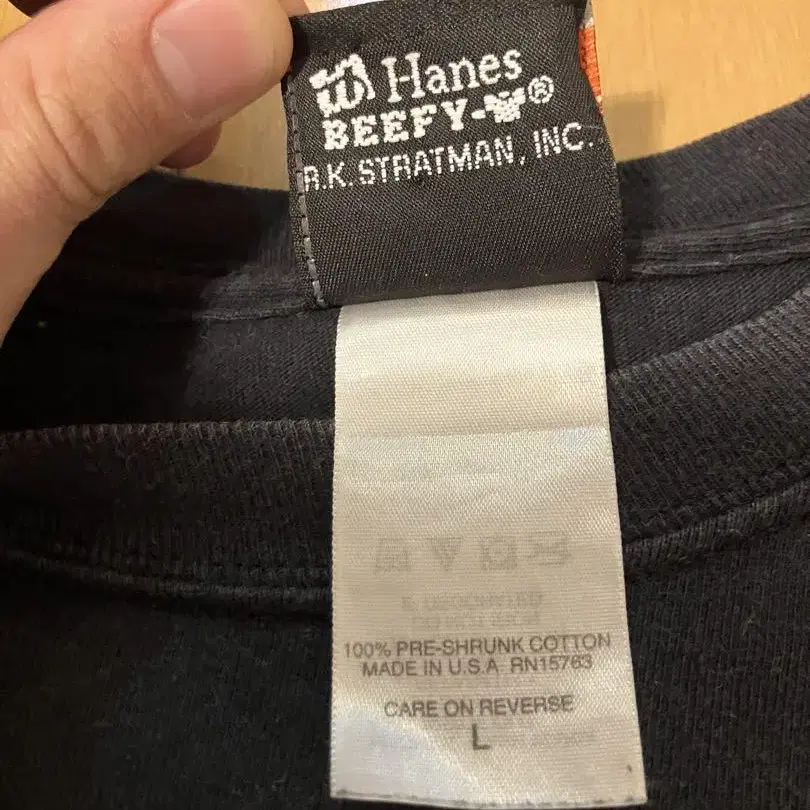 Hanes
BEEFY-®
R.K. STRATMAN, INC.
100% PRE-SHRUNK COTTON
MADE IN U.S.A RN15763
CARE ON REVERSE
L